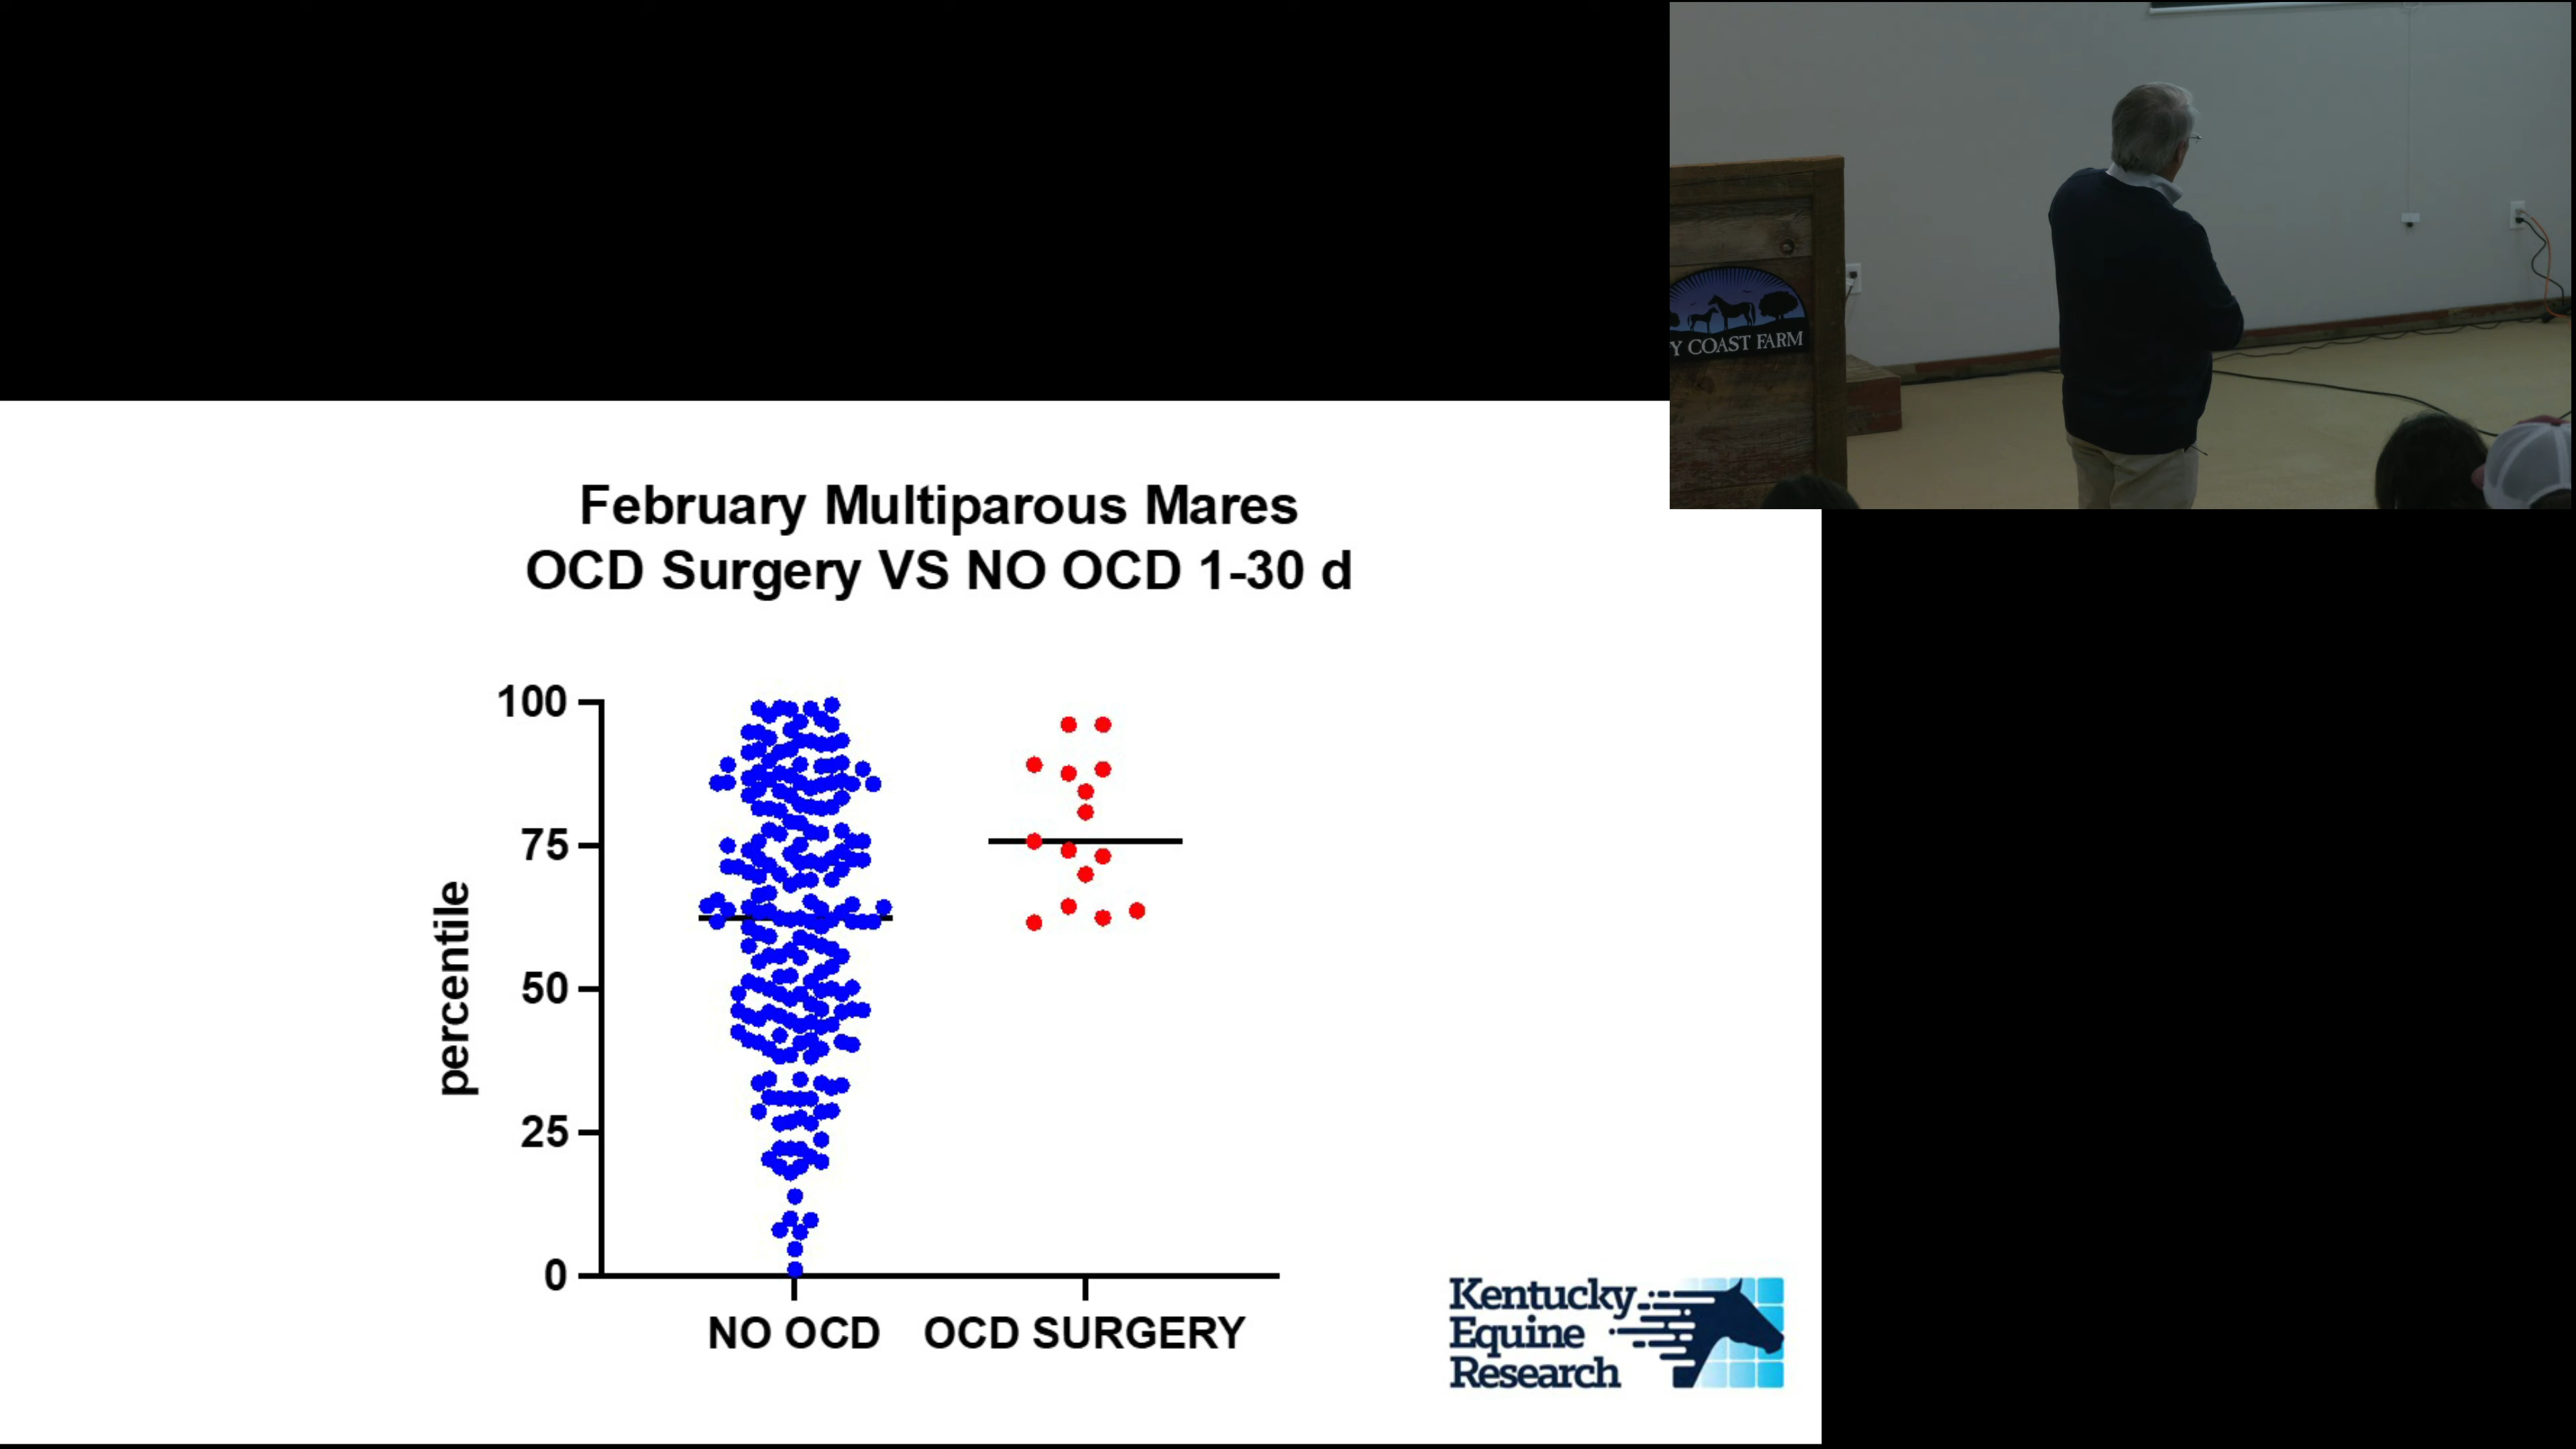 Y COAST FARM
February Multiparous Mares
OCD Surgery VS NO OCD 1-30 d
percentile
100
75
50
25
0
NO OCD
OCD SURGERY
Kentucky
Equine
Research